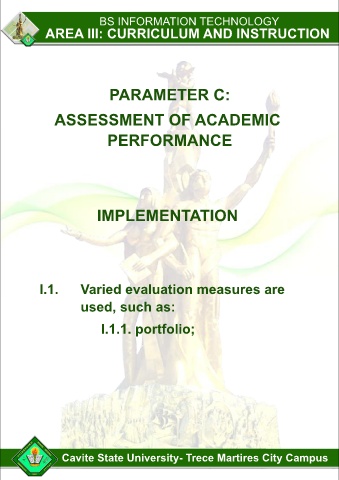 BS INFORMATION TECHNOLOGY
AREA III: CURRICULUM AND INSTRUCTION
PARAMETER C:
ASSESSMENT OF ACADEMIC
PERFORMANCE
IMPLEMENTATION
I.1. Varied evaluation measures are
used, such as:
I.1.1. portfolio;
Cavite State University- Trece Martires City Campus